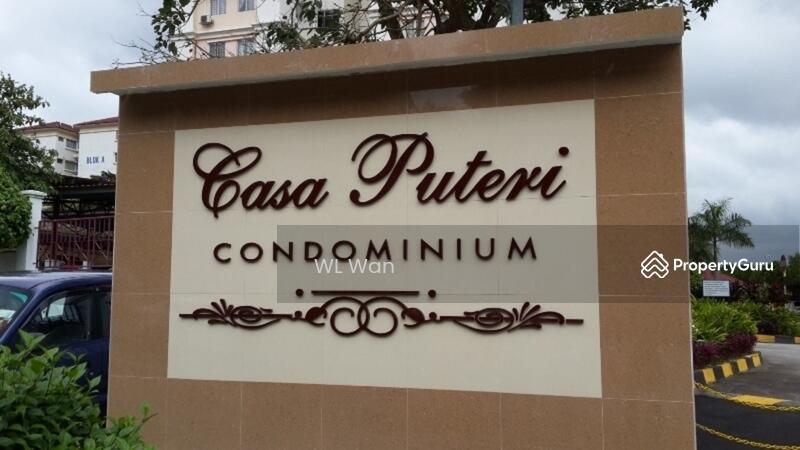 BLOK A
Casa Puteri
CONDOMINIUM
WL Wan
PropertyGuru